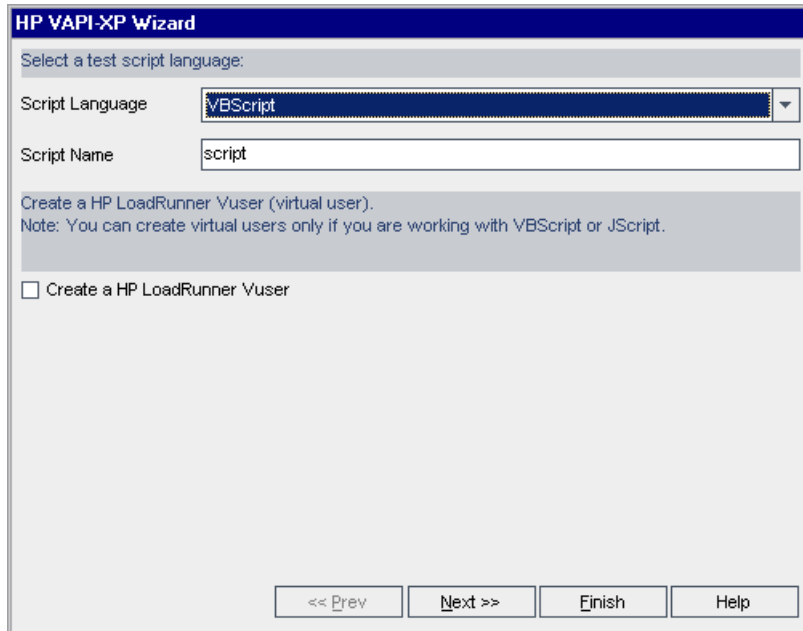 HP VAPI-XP Wizard
Select a test script language:
Script Language VBScript
Script Name script
Create a HP LoadRunner Vuser (virtual user).
Note: You can create virtual users only if you are working with VBScript or JScript.
Create a HP LoadRunner Vuser
<< Prev Next >> Finish Help